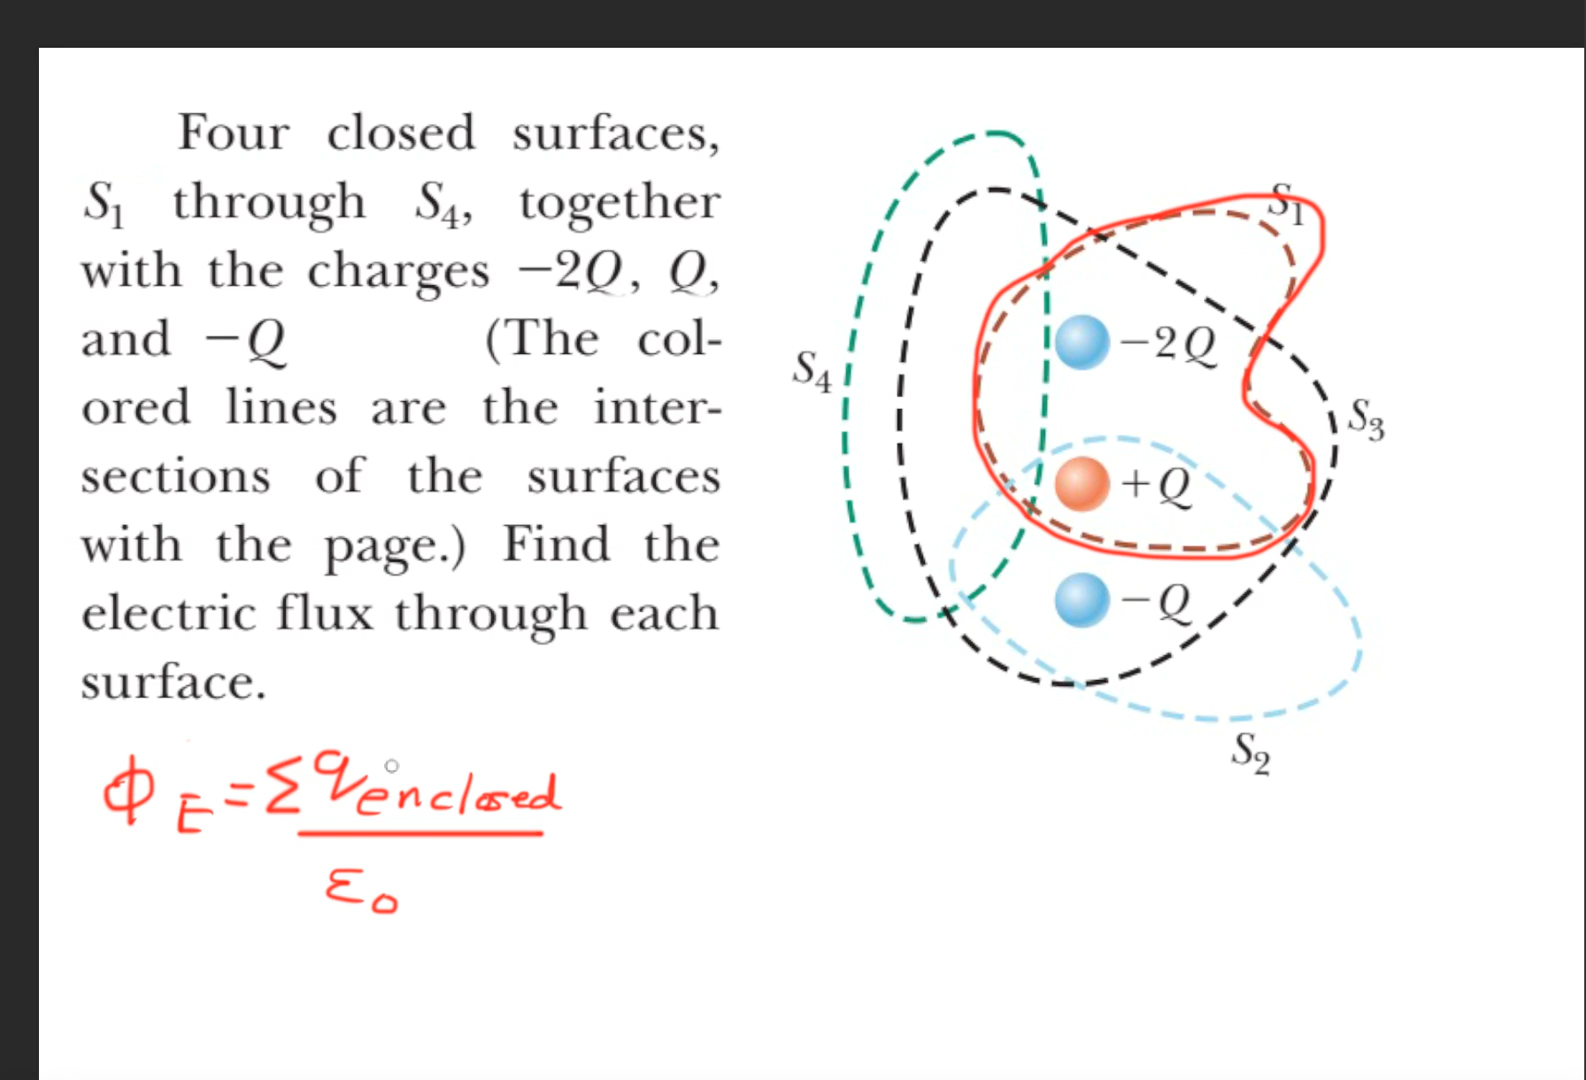 Four closed surfaces,
S₁ through S₄, together
with the charges −2Q, Q,
and −Q (The col-
ored lines are the inter-
sections of the surfaces
with the page.) Find the
electric flux through each
surface.
ϕ_E = Σq_enclosed
ε₀
S₁
−2Q
S₄
S₃
+Q
−Q
S₂